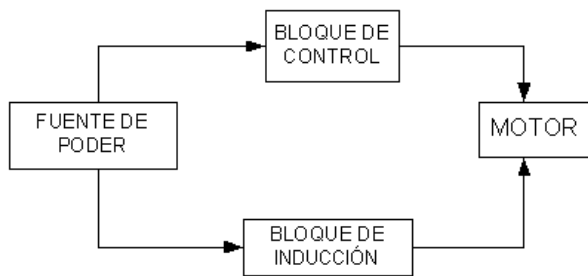 BLOQUE DE
CONTROL
FUENTE DE
PODER
MOTOR
BLOQUE DE
INDUCCIÓN